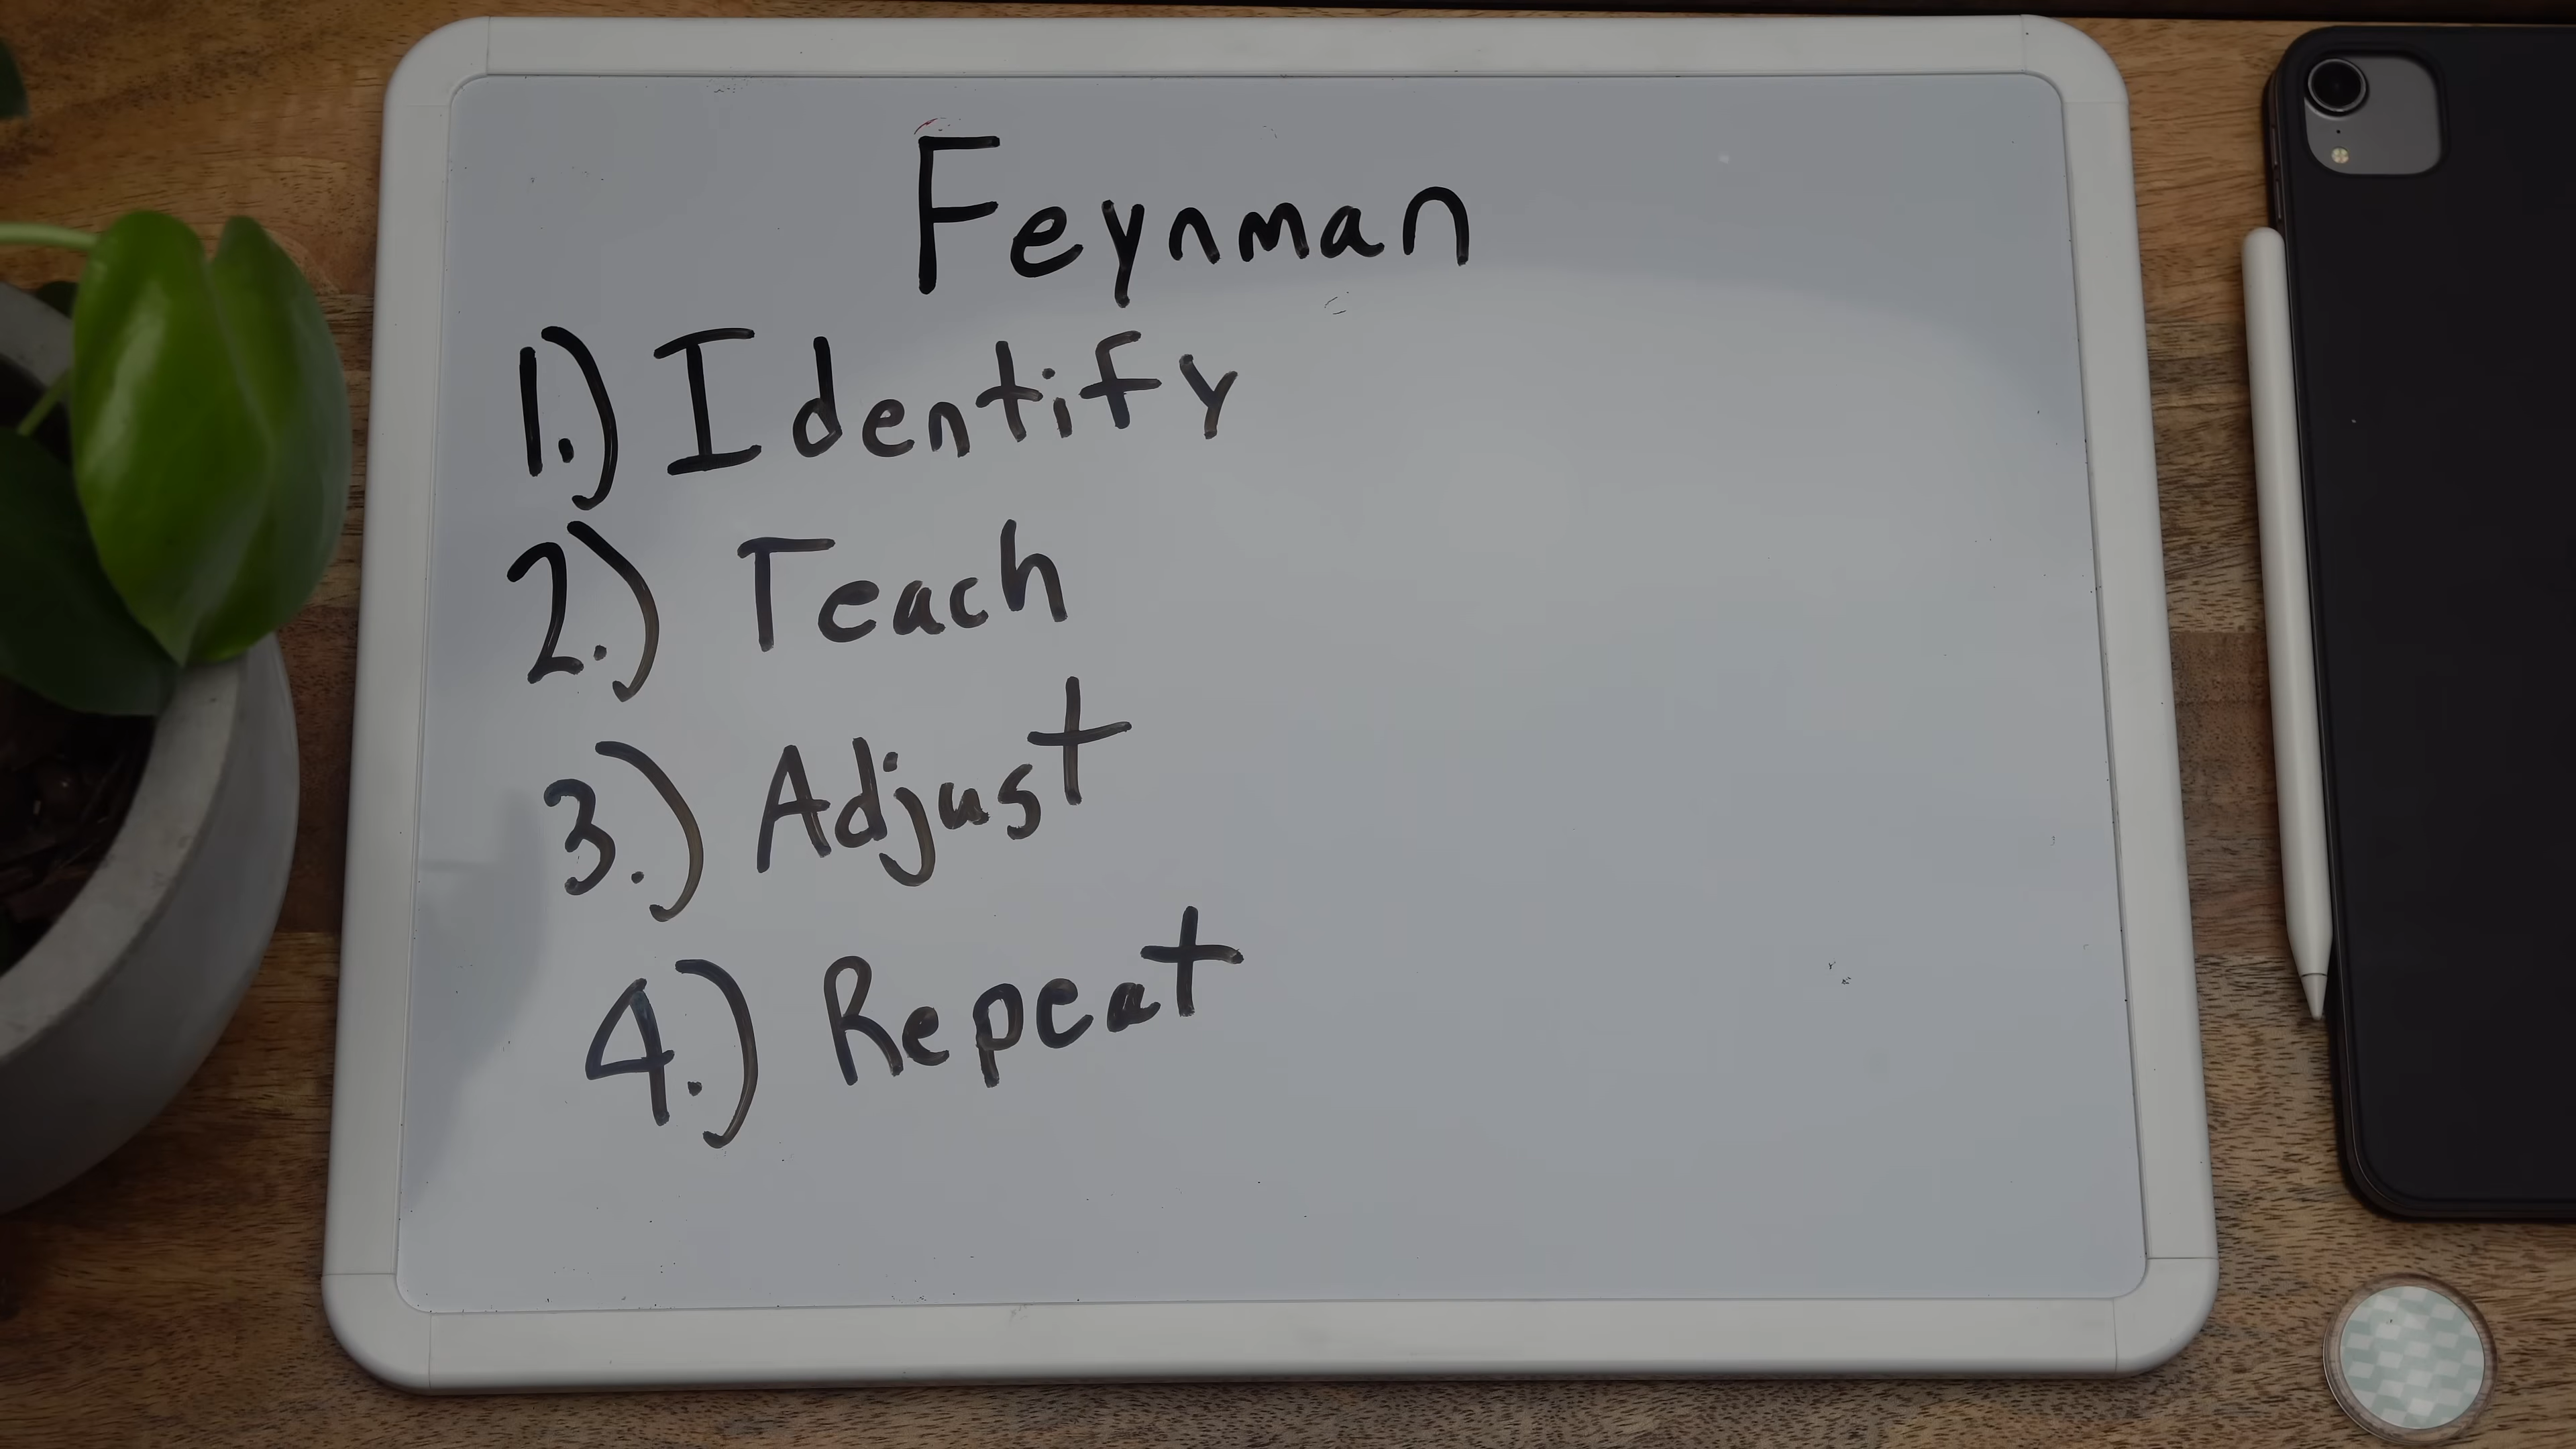 Feynman
1.) Identify
2.) Teach
3.) Adjust
4.) Repeat